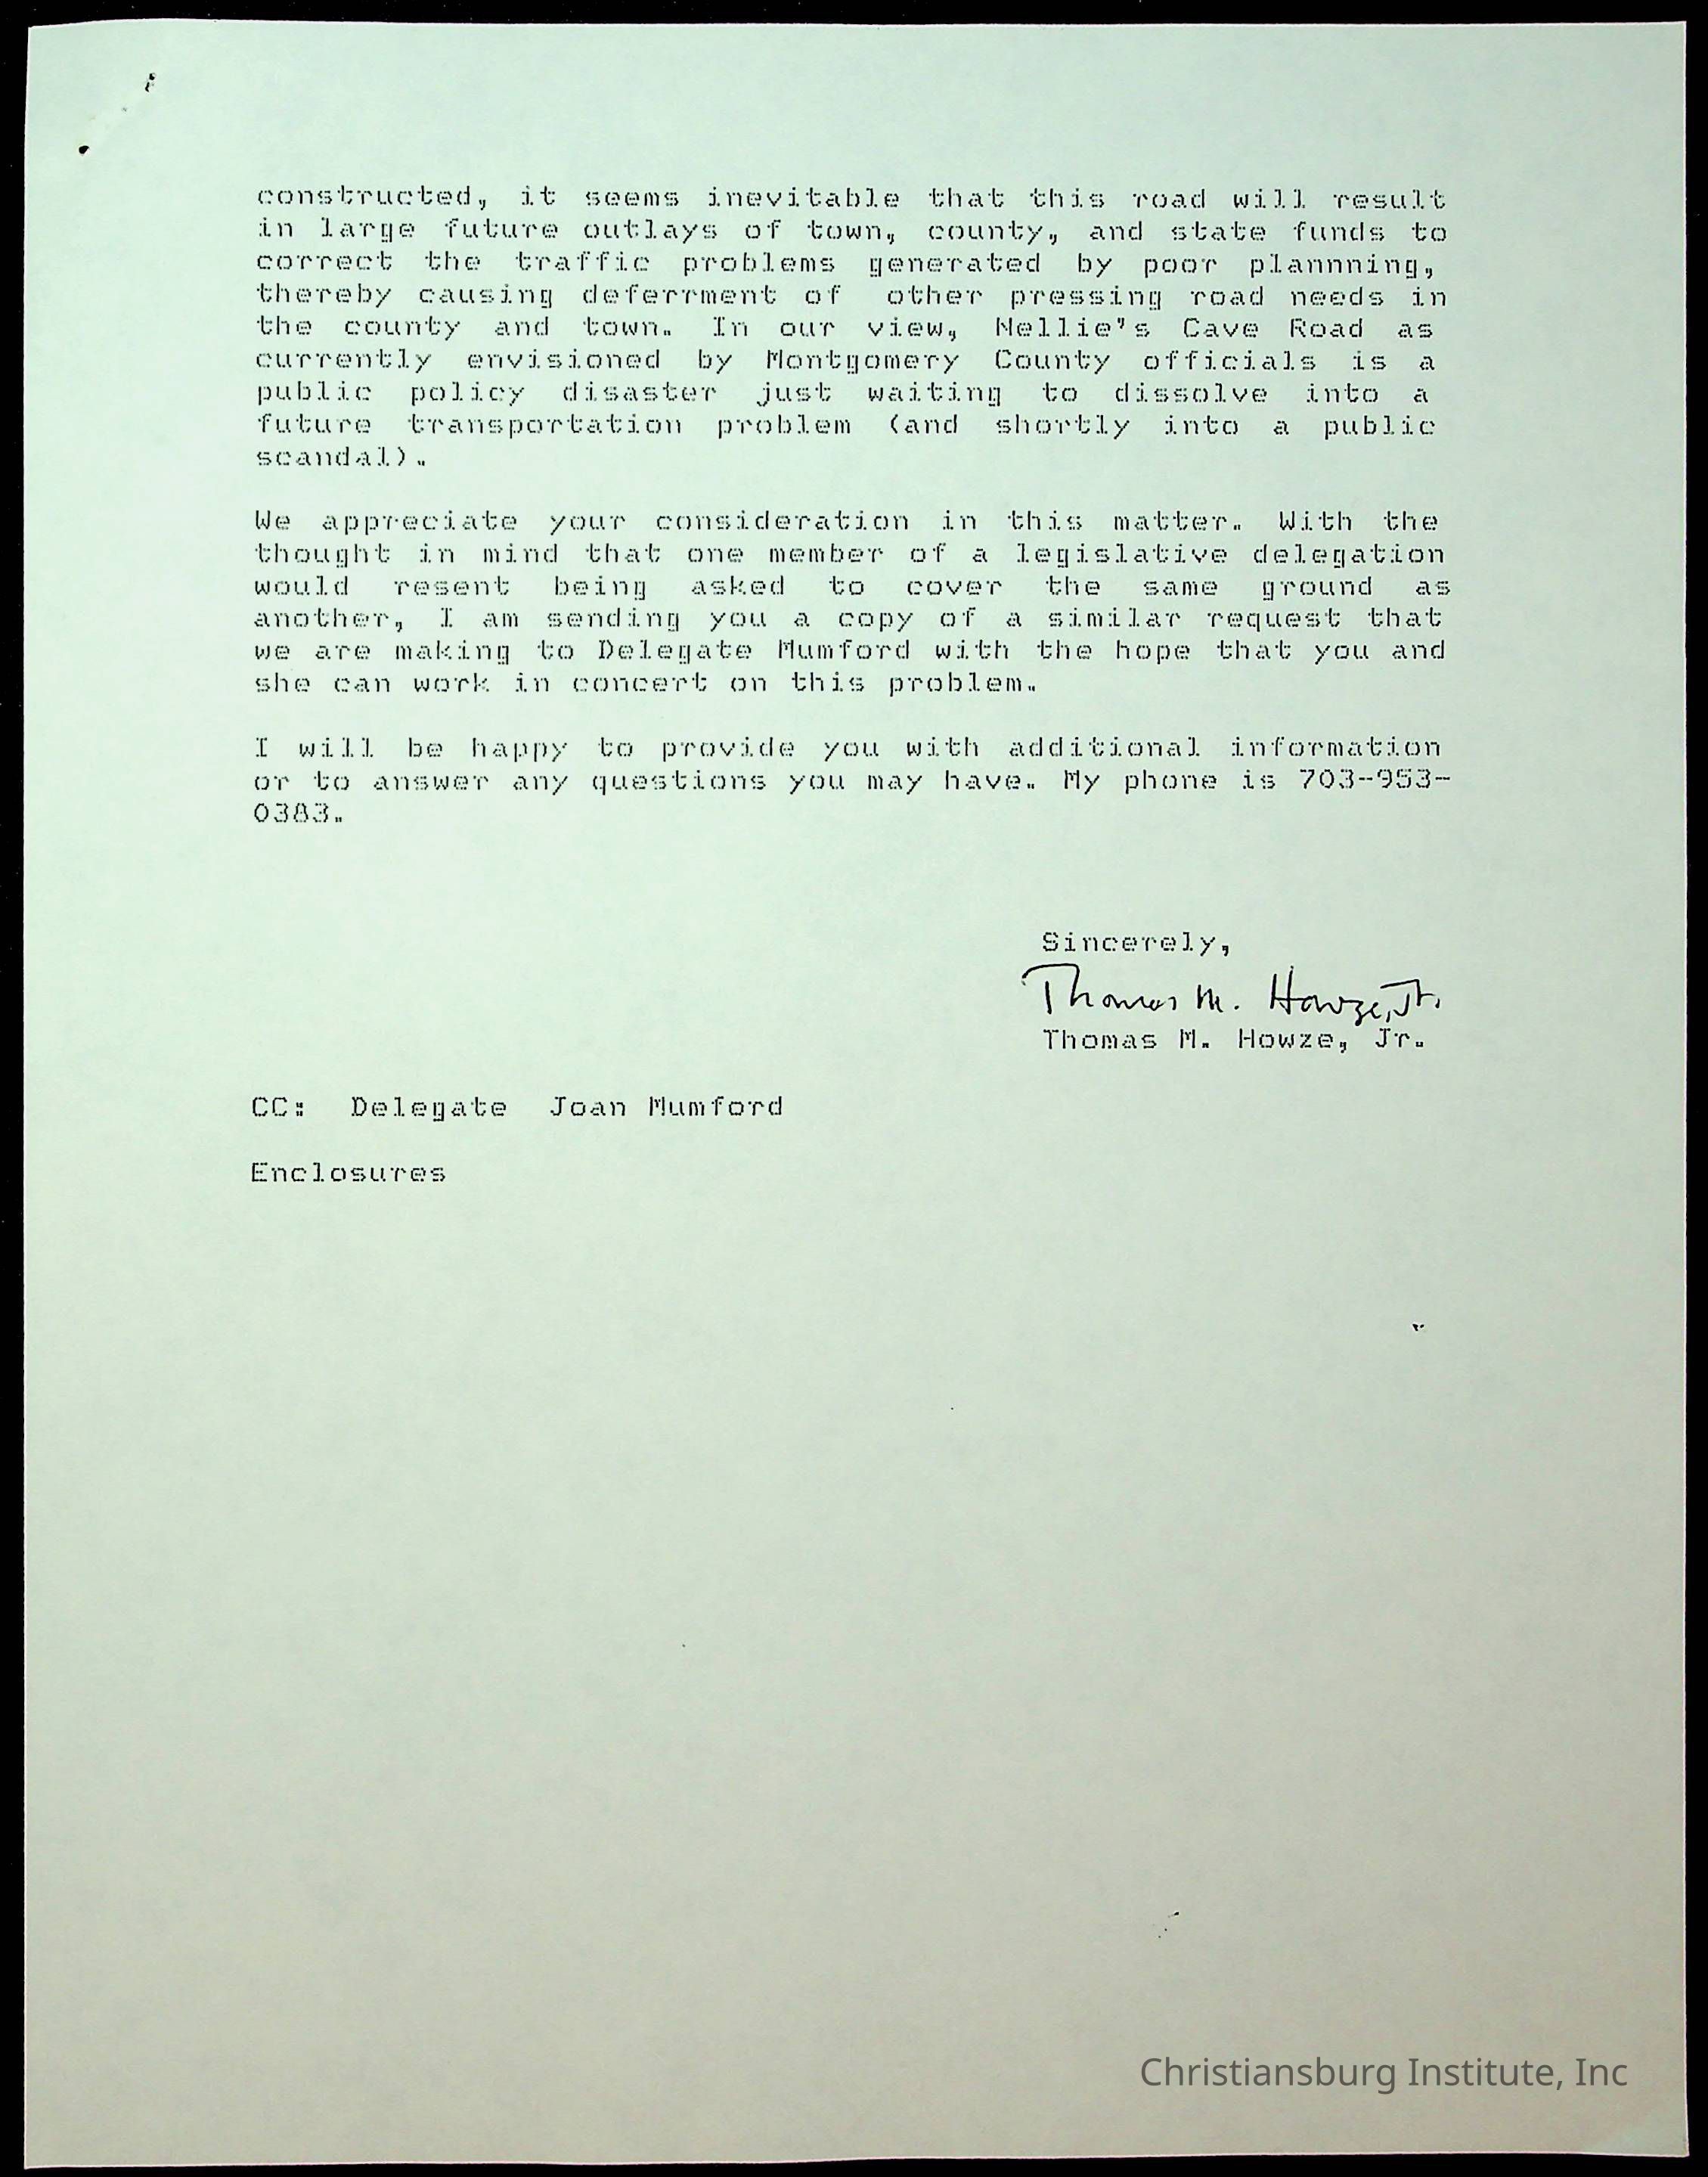 constructed, it seems inevitable that this road will result
in large future outlays of town, county, and state funds to
correct the traffic problems generated by poor plannning,
thereby causing deferrment of other pressing road needs in
the county and town. In our view, Nellie's Cave Road as
currently envisioned by Montgomery County officials is a
public policy disaster just waiting to dissolve into a
future transportation problem (and shortly into a public
scandal).
We appreciate your consideration in this matter. With the
thought in mind that one member of a legislative delegation
would resent being asked to cover the same ground as
another, I am sending you a copy of a similar request that
we are making to Delegate Mumford with the hope that you and
she can work in concert on this problem.
I will be happy to provide you with additional information
or to answer any questions you may have. My phone is 703-953-
0383.
Sincerely,
Thomas M. Howze, Jr.
Thomas M. Howze, Jr.
CC: Delegate Joan Mumford
Enclosures
Christiansburg Institute, Inc